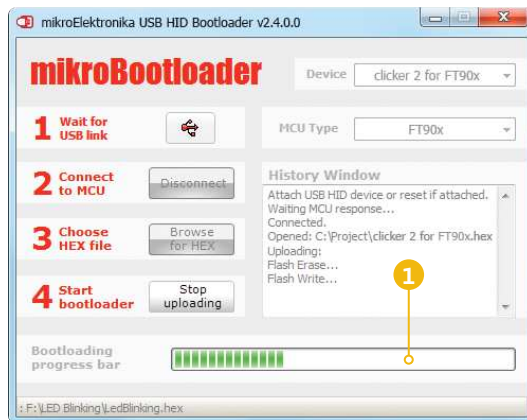 mikroElektronika USB HID Bootloader v2.4.0.0
mikroBootloader
Device
clicker 2 for FT90x
1 Wait for
USB link
MCU Type
FT90x
2 Connect
to MCU
Disconnect
History Window
Attach USB HID device or reset if attached.
Waiting MCU response...
Connected.
Opened: C:\Project\clicker 2 for FT90x.hex
Uploading:
Flash Erase...
Flash Write...
3 Choose
HEX file
Browse
for HEX
4 Start
bootloader
Stop
uploading
1
Bootloading
progress bar
: F:\LED Blinking\LedBlinking.hex